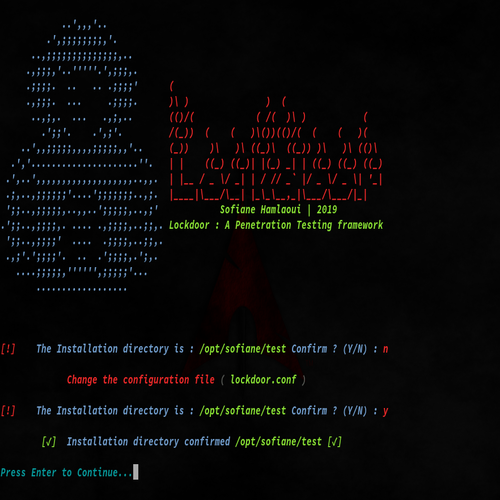 Sofiane Hamlaoui | 2019
Lockdoor : A Penetration Testing framework
[!] The Installation directory is : /opt/sofiane/test Confirm ? (Y/N) : n
Change the configuration file ( lockdoor.conf )
[!] The Installation directory is : /opt/sofiane/test Confirm ? (Y/N) : y
[✓] Installation directory confirmed /opt/sofiane/test [✓]
Press Enter to Continue...